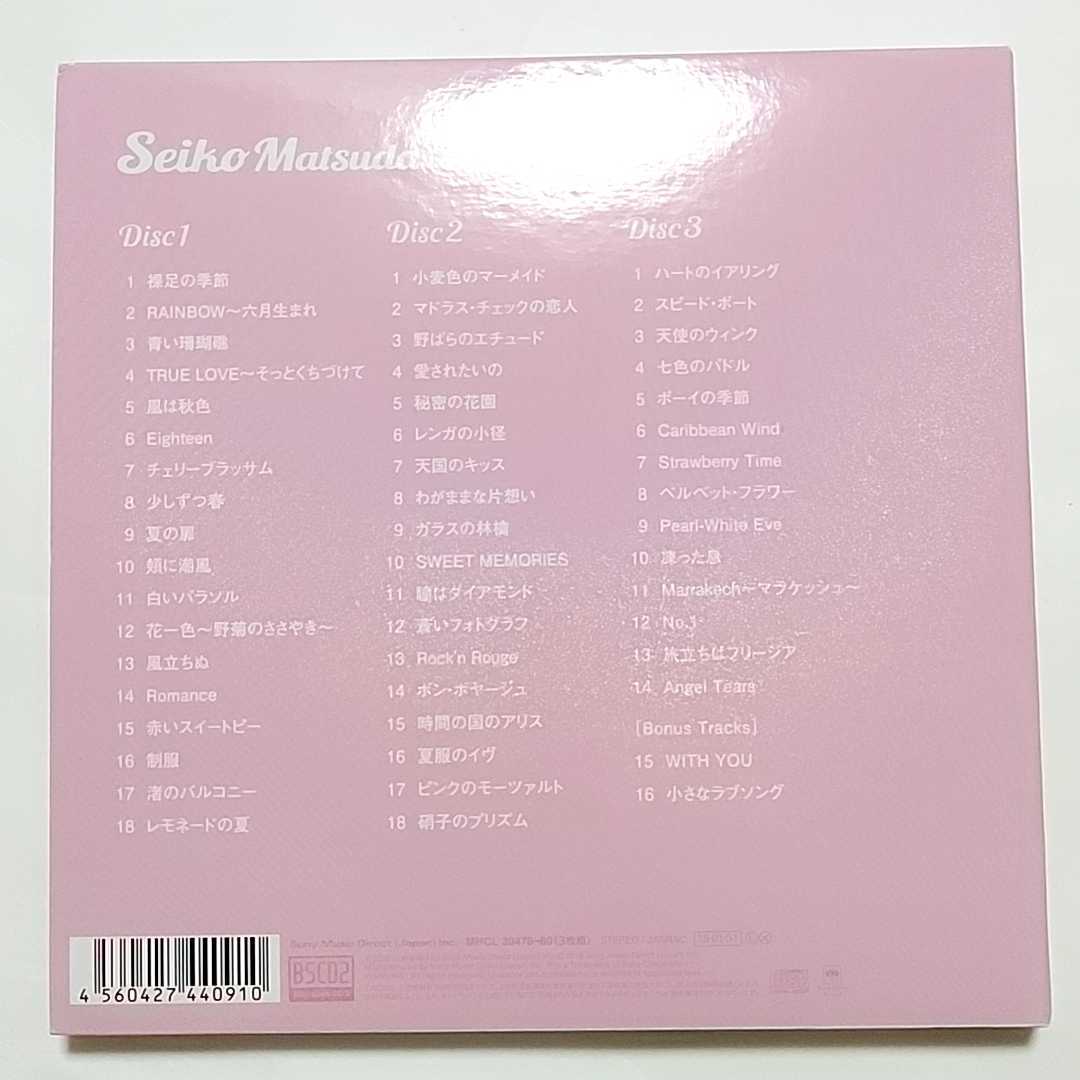 Seiko Matsuda
Disc1
1 裸足の季節
2 RAINBOW〜六月生まれ
3 青い珊瑚礁
4 TRUE LOVE〜そっとくちづけて
5 風は秋色
6 Eighteen
7 チェリーブラッサム
8 少しずつ春
9 夏の扉
10 頬に潮風
11 白いパラソル
12 花一色〜野菊のささやき〜
13 風立ちぬ
14 Romance
15 赤いスイートピー
16 制服
17 渚のバルコニー
18 レモネードの夏
Disc2
1 小麦色のマーメイド
2 マドラス・チェックの恋人
3 野ばらのエチュード
4 愛されたいの
5 秘密の花園
6 レンガの小径
7 天国のキッス
8 わがままな片想い
9 ガラスの林檎
10 SWEET MEMORIES
11 瞳はダイアモンド
12 蒼いフォトグラフ
13 Rock'n Rouge
14 ボン・ボヤージュ
15 時間の国のアリス
16 夏服のイヴ
17 ピンクのモーツァルト
18 硝子のプリズム
Disc3
1 ハートのイアリング
2 スピード・ボート
3 天使のウィンク
4 七色のパドル
5 ボーイの季節
6 Caribbean Wind
7 Strawberry Time
8 ベルベット・フラワー
9 Pearl-White Eve
10 凍った息
11 Marrakech〜マラケッシュ〜
12 No.1
13 旅立ちはフリージア
14 Angel Tears
[Bonus Tracks]
15 WITH YOU
16 小さなラブソング
Sony Music Direct (Japan) Inc. MHCL 30478~80(3枚組) STEREO
BSCD2
4 560427 440910